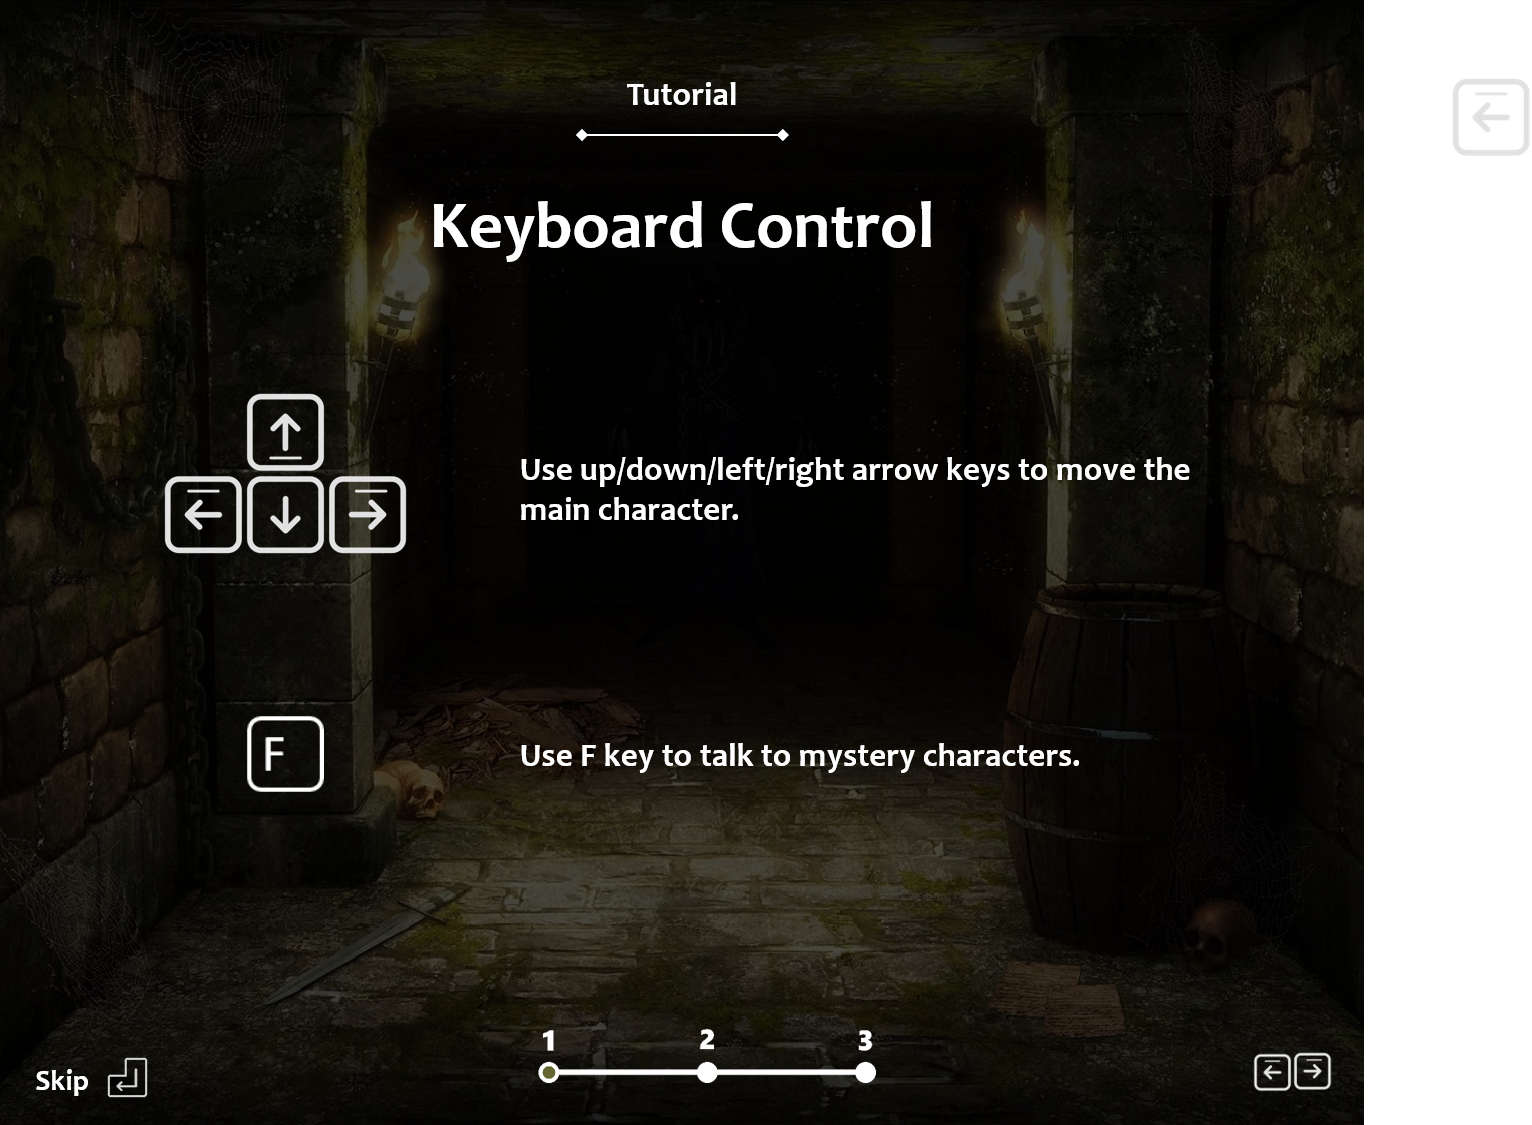 Tutorial
Keyboard Control
Use up/down/left/right arrow keys to move the
main character.
F
Use F key to talk to mystery characters.
1 2 3
Skip